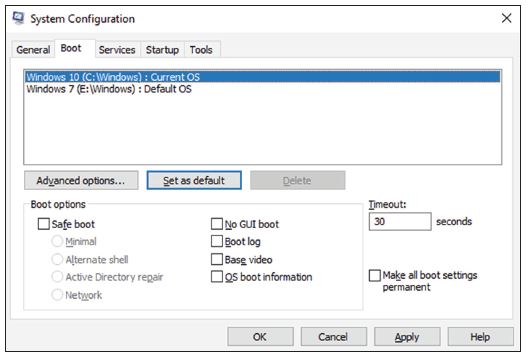 System Configuration
General Boot Services Startup Tools
Windows 10 (C:\Windows) : Current OS
Windows 7 (E:\Windows) : Default OS
Advanced options... Set as default Delete
Boot options
Safe boot
Minimal
Alternate shell
Active Directory repair
Network
No GUI boot
Boot log
Base video
OS boot information
Timeout:
30 seconds
Make all boot settings
permanent
OK Cancel Apply Help